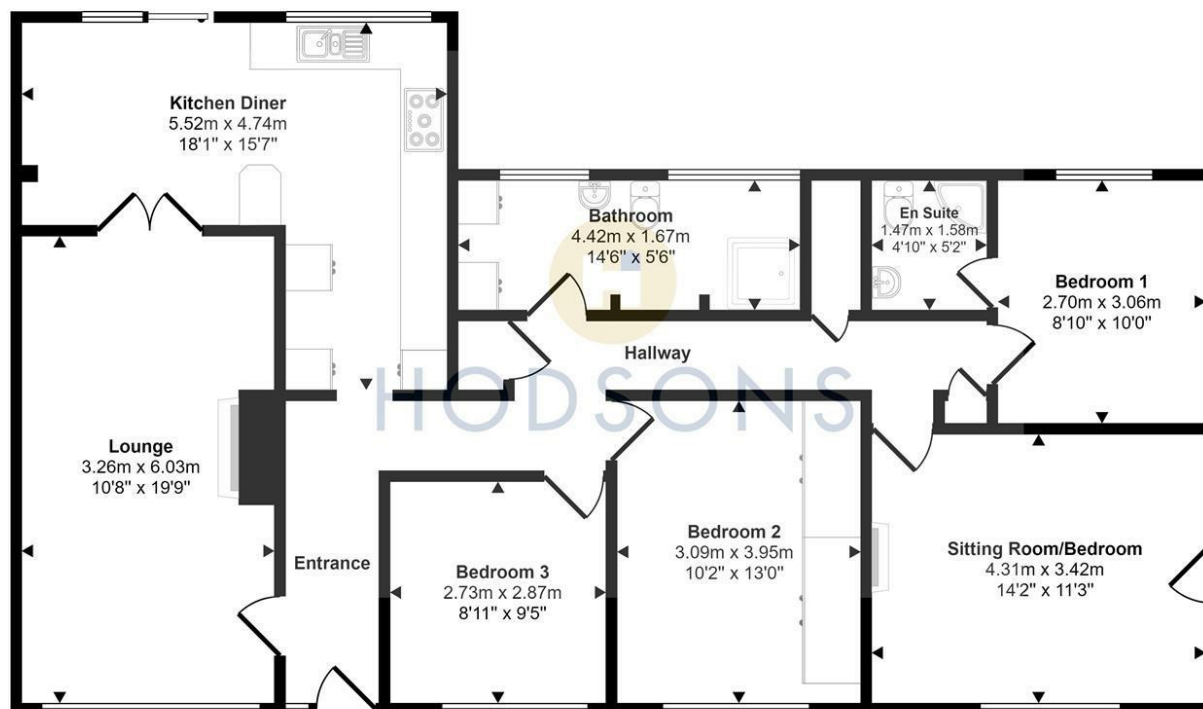 Kitchen Diner
5.52m x 4.74m
18'1" x 15'7"
Bathroom
4.42m x 1.67m
14'6" x 5'6"
En Suite
1.47m x 1.58m
4'10" x 5'2"
Bedroom 1
2.70m x 3.06m
8'10" x 10'0"
Hallway
HODSONS
Lounge
3.26m x 6.03m
10'8" x 19'9"
Entrance
Bedroom 3
2.73m x 2.87m
8'11" x 9'5"
Bedroom 2
3.09m x 3.95m
10'2" x 13'0"
Sitting Room/Bedroom
4.31m x 3.42m
14'2" x 11'3"